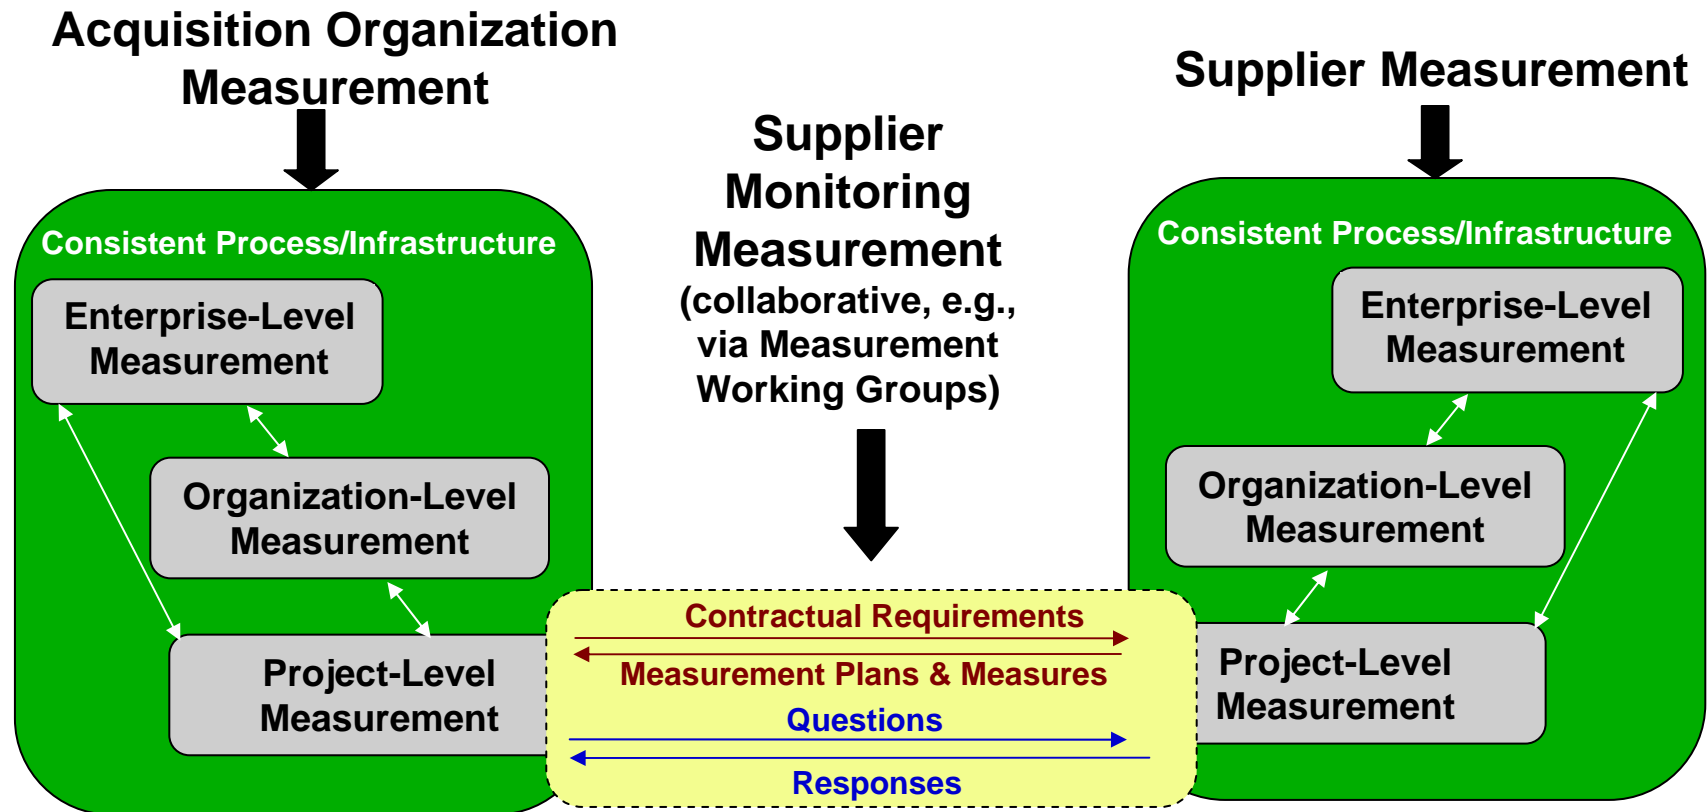 Acquisition Organization
Measurement
Supplier Measurement
Supplier
Monitoring
Measurement
(collaborative, e.g.,
via Measurement
Working Groups)
Consistent Process/Infrastructure
Enterprise-Level
Measurement
Organization-Level
Measurement
Project-Level
Measurement
Contractual Requirements
Measurement Plans & Measures
Questions
Responses
Consistent Process/Infrastructure
Enterprise-Level
Measurement
Organization-Level
Measurement
Project-Level
Measurement